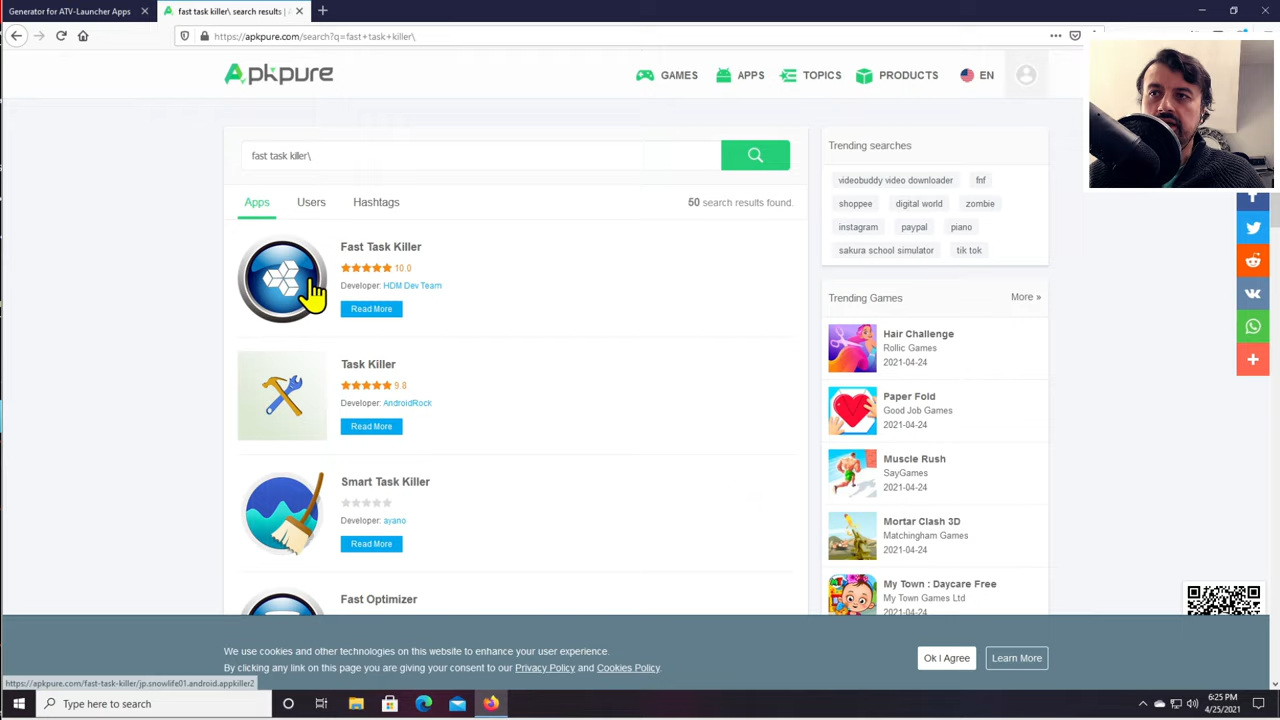 Generator for ATV-Launcher Apps
fast task killer\ search results |
https://apkpure.com/search?q=fast+task+killer\
Apkpure
GAMES
APPS
TOPICS
PRODUCTS
EN
fast task killer\
Apps
Users
Hashtags
50 search results found.
Fast Task Killer
10.0
Developer: HDM Dev Team
Read More
Task Killer
9.8
Developer: AndroidRock
Read More
Smart Task Killer
Developer: ayano
Read More
Fast Optimizer
Trending searches
videobuddy video downloader
fnf
shoppee
digital world
zombie
instagram
paypal
piano
sakura school simulator
tik tok
Trending Games
More »
Hair Challenge
Rollic Games
2021-04-24
Paper Fold
Good Job Games
2021-04-24
Muscle Rush
SayGames
2021-04-24
Mortar Clash 3D
Matchingham Games
2021-04-24
My Town : Daycare Free
My Town Games Ltd
2021-04-24
We use cookies and other technologies on this website to enhance your user experience.
By clicking any link on this page you are giving your consent to our Privacy Policy and Cookies Policy.
Ok I Agree
Learn More
https://apkpure.com/fast-task-killer/jp.snowlife01.android.appkiller2
Type here to search
6:25 PM
4/25/2021